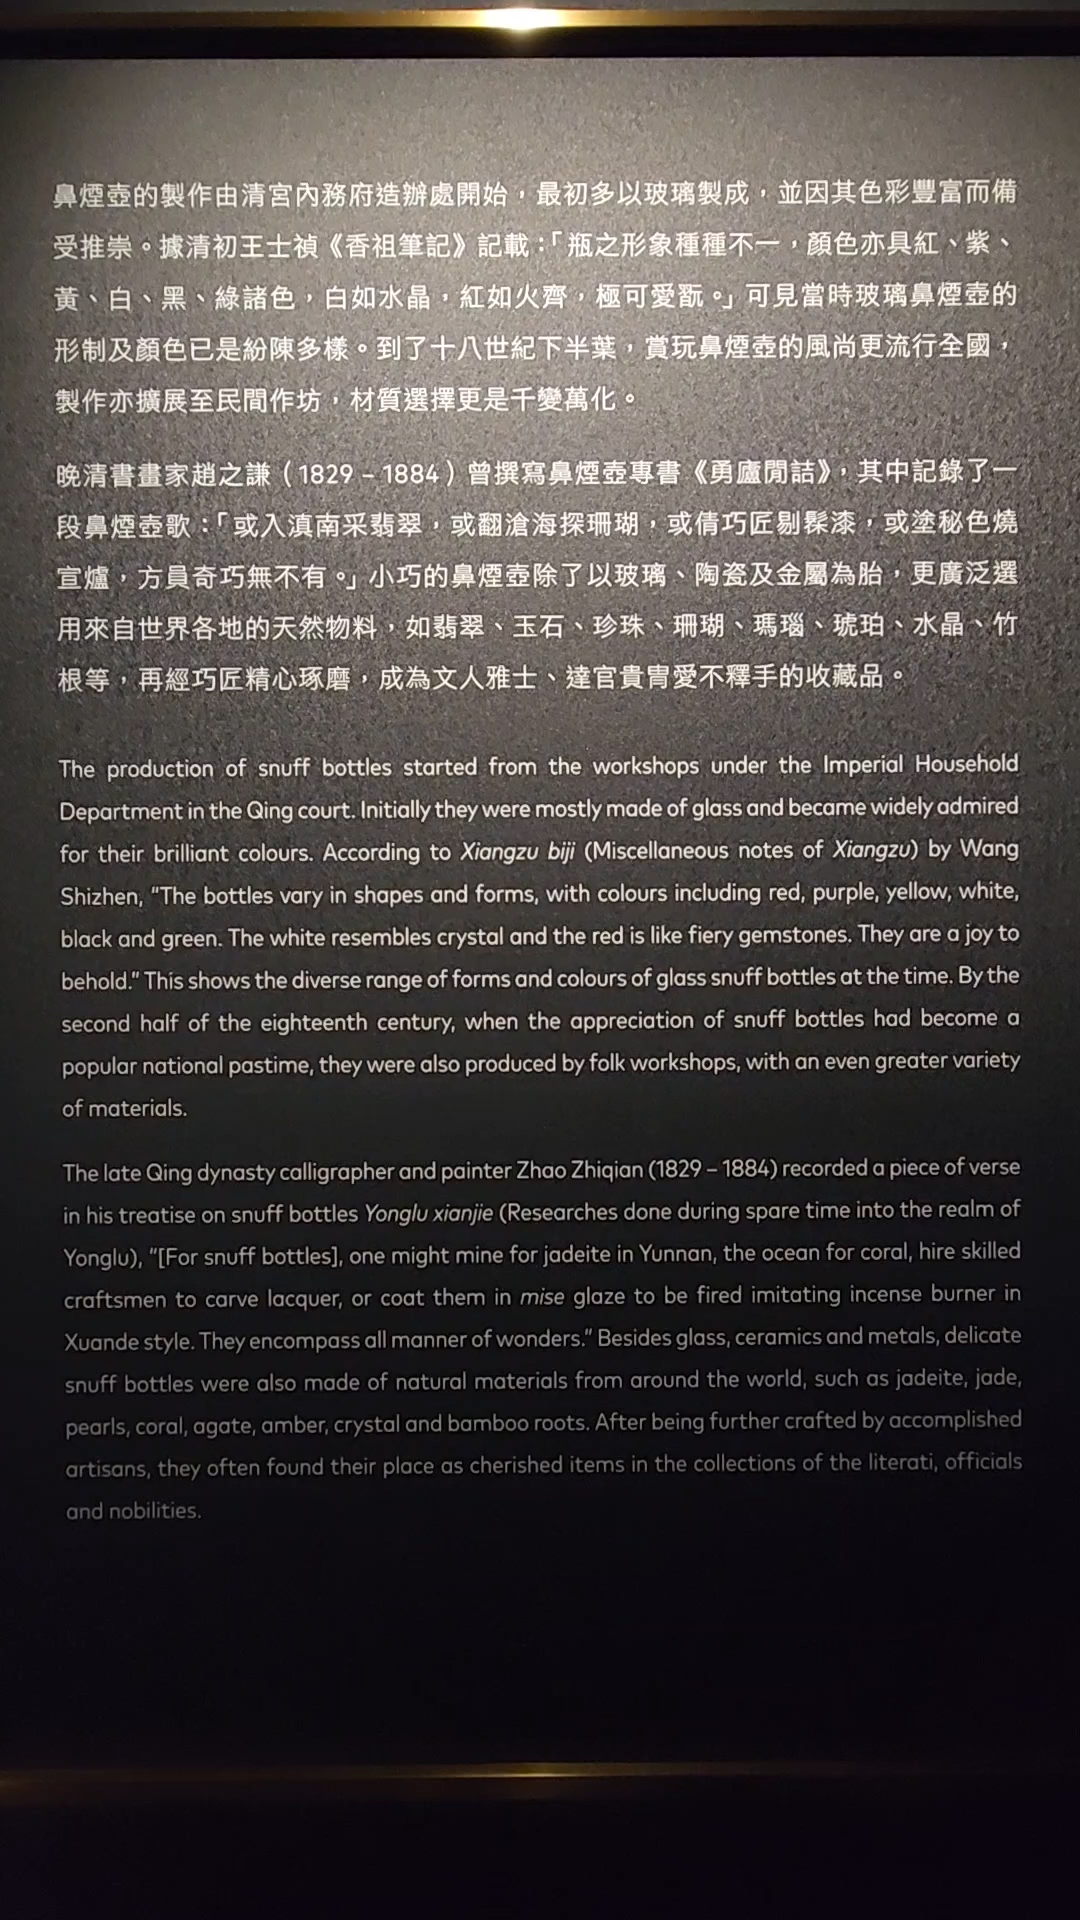 鼻煙壺的製作由清宮內務府造辦處開始，最初多以玻璃製成，並因其色彩豐富而備
受推崇。據清初王士禎《香祖筆記》記載：「瓶之形象種種不一，顏色亦具紅、紫、
黃、白、黑、綠諸色，白如水晶，紅如火齊，極可愛翫。」可見當時玻璃鼻煙壺的
形制及顏色已是紛陳多樣。到了十八世紀下半葉，賞玩鼻煙壺的風尚更流行全國，
製作亦擴展至民間作坊，材質選擇更是千變萬化。
晚清書畫家趙之謙（1829 – 1884）曾撰寫鼻煙壺專書《勇廬閒詰》，其中記錄了一
段鼻煙壺歌：「或入滇南采翡翠，或翻滄海探珊瑚，或倩巧匠剔髹漆，或塗秘色燒
宣爐，方員奇巧無不有。」小巧的鼻煙壺除了以玻璃、陶瓷及金屬為胎，更廣泛選
用來自世界各地的天然物料，如翡翠、玉石、珍珠、珊瑚、瑪瑙、琥珀、水晶、竹
根等，再經巧匠精心琢磨，成為文人雅士、達官貴胄愛不釋手的收藏品。
The production of snuff bottles started from the workshops under the Imperial Household
Department in the Qing court. Initially they were mostly made of glass and became widely admired
for their brilliant colours. According to Xiangzu biji (Miscellaneous notes of Xiangzu) by Wang
Shizhen, “The bottles vary in shapes and forms, with colours including red, purple, yellow, white,
black and green. The white resembles crystal and the red is like fiery gemstones. They are a joy to
behold.” This shows the diverse range of forms and colours of glass snuff bottles at the time. By the
second half of the eighteenth century, when the appreciation of snuff bottles had become a
popular national pastime, they were also produced by folk workshops, with an even greater variety
of materials.
The late Qing dynasty calligrapher and painter Zhao Zhiqian (1829 – 1884) recorded a piece of verse
in his treatise on snuff bottles Yonglu xianjie (Researches done during spare time into the realm of
Yonglu), “[For snuff bottles], one might mine for jadeite in Yunnan, the ocean for coral, hire skilled
craftsmen to carve lacquer, or coat them in mise glaze to be fired imitating incense burner in
Xuande style. They encompass all manner of wonders.” Besides glass, ceramics and metals, delicate
snuff bottles were also made of natural materials from around the world, such as jadeite, jade,
pearls, coral, agate, amber, crystal and bamboo roots. After being further crafted by accomplished
artisans, they often found their place as cherished items in the collections of the literati, officials
and nobilities.